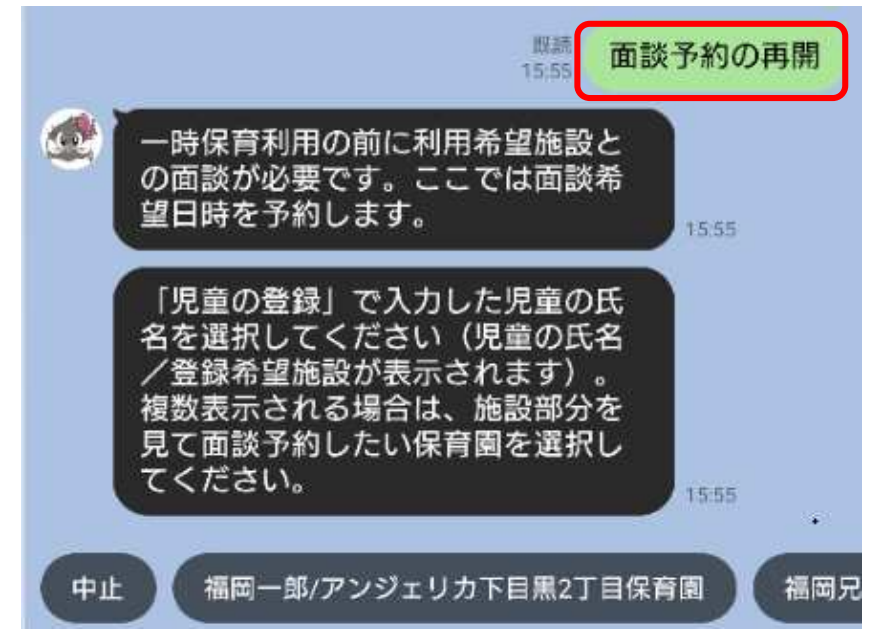 既読
15:55
面談予約の再開
一時保育利用の前に利用希望施設と
の面談が必要です。ここでは面談希
望日時を予約します。
15:55
「児童の登録」で入力した児童の氏
名を選択してください（児童の氏名
／登録希望施設が表示されます）。
複数表示される場合は、施設部分を
見て面談予約したい保育園を選択し
てください。
15:55
中止
福岡一郎/アンジェリカ下目黒2丁目保育園
福岡兄